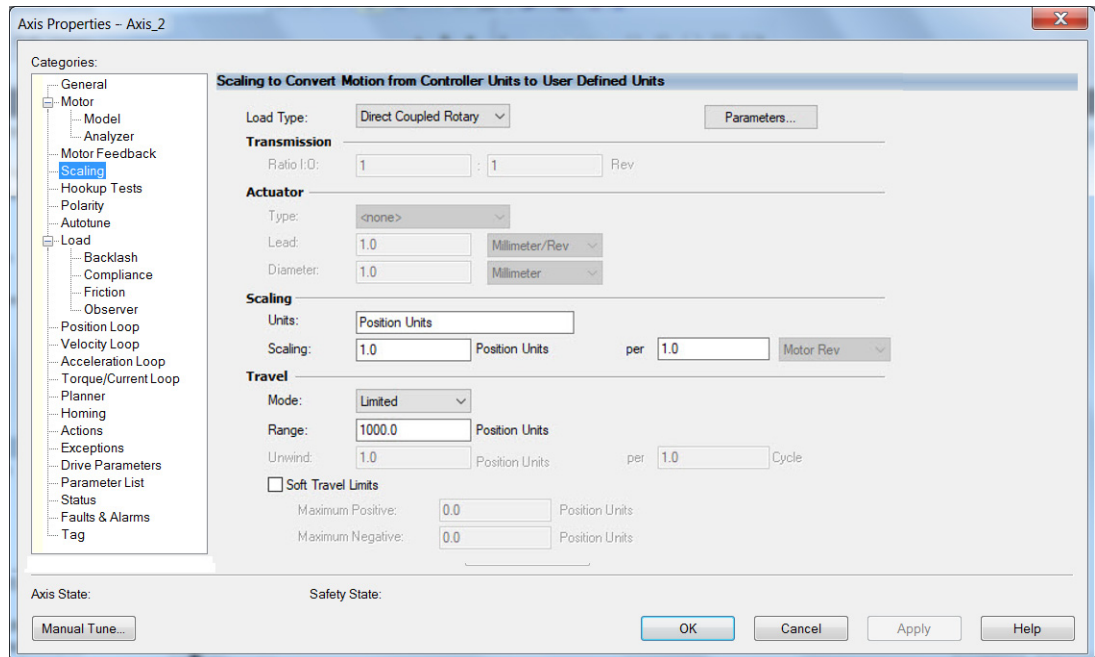 Axis Properties – Axis_2
X
Categories:
General
Motor
Model
Analyzer
Motor Feedback
Scaling
Hookup Tests
Polarity
Autotune
Load
Backlash
Compliance
Friction
Observer
Position Loop
Velocity Loop
Acceleration Loop
Torque/Current Loop
Planner
Homing
Actions
Exceptions
Drive Parameters
Parameter List
Status
Faults & Alarms
Tag
Scaling to Convert Motion from Controller Units to User Defined Units
Load Type: Direct Coupled Rotary Parameters...
Transmission
Ratio I:O: 1 : 1 Rev
Actuator
Type: <none>
Lead: 1.0 Millimeter/Rev
Diameter: 1.0 Millimeter
Scaling
Units: Position Units
Scaling: 1.0 Position Units per 1.0 Motor Rev
Travel
Mode: Limited
Range: 1000.0 Position Units
Unwind: 1.0 Position Units per 1.0 Cycle
Soft Travel Limits
Maximum Positive: 0.0 Position Units
Maximum Negative: 0.0 Position Units
Axis State: Safety State:
Manual Tune... OK Cancel Apply Help